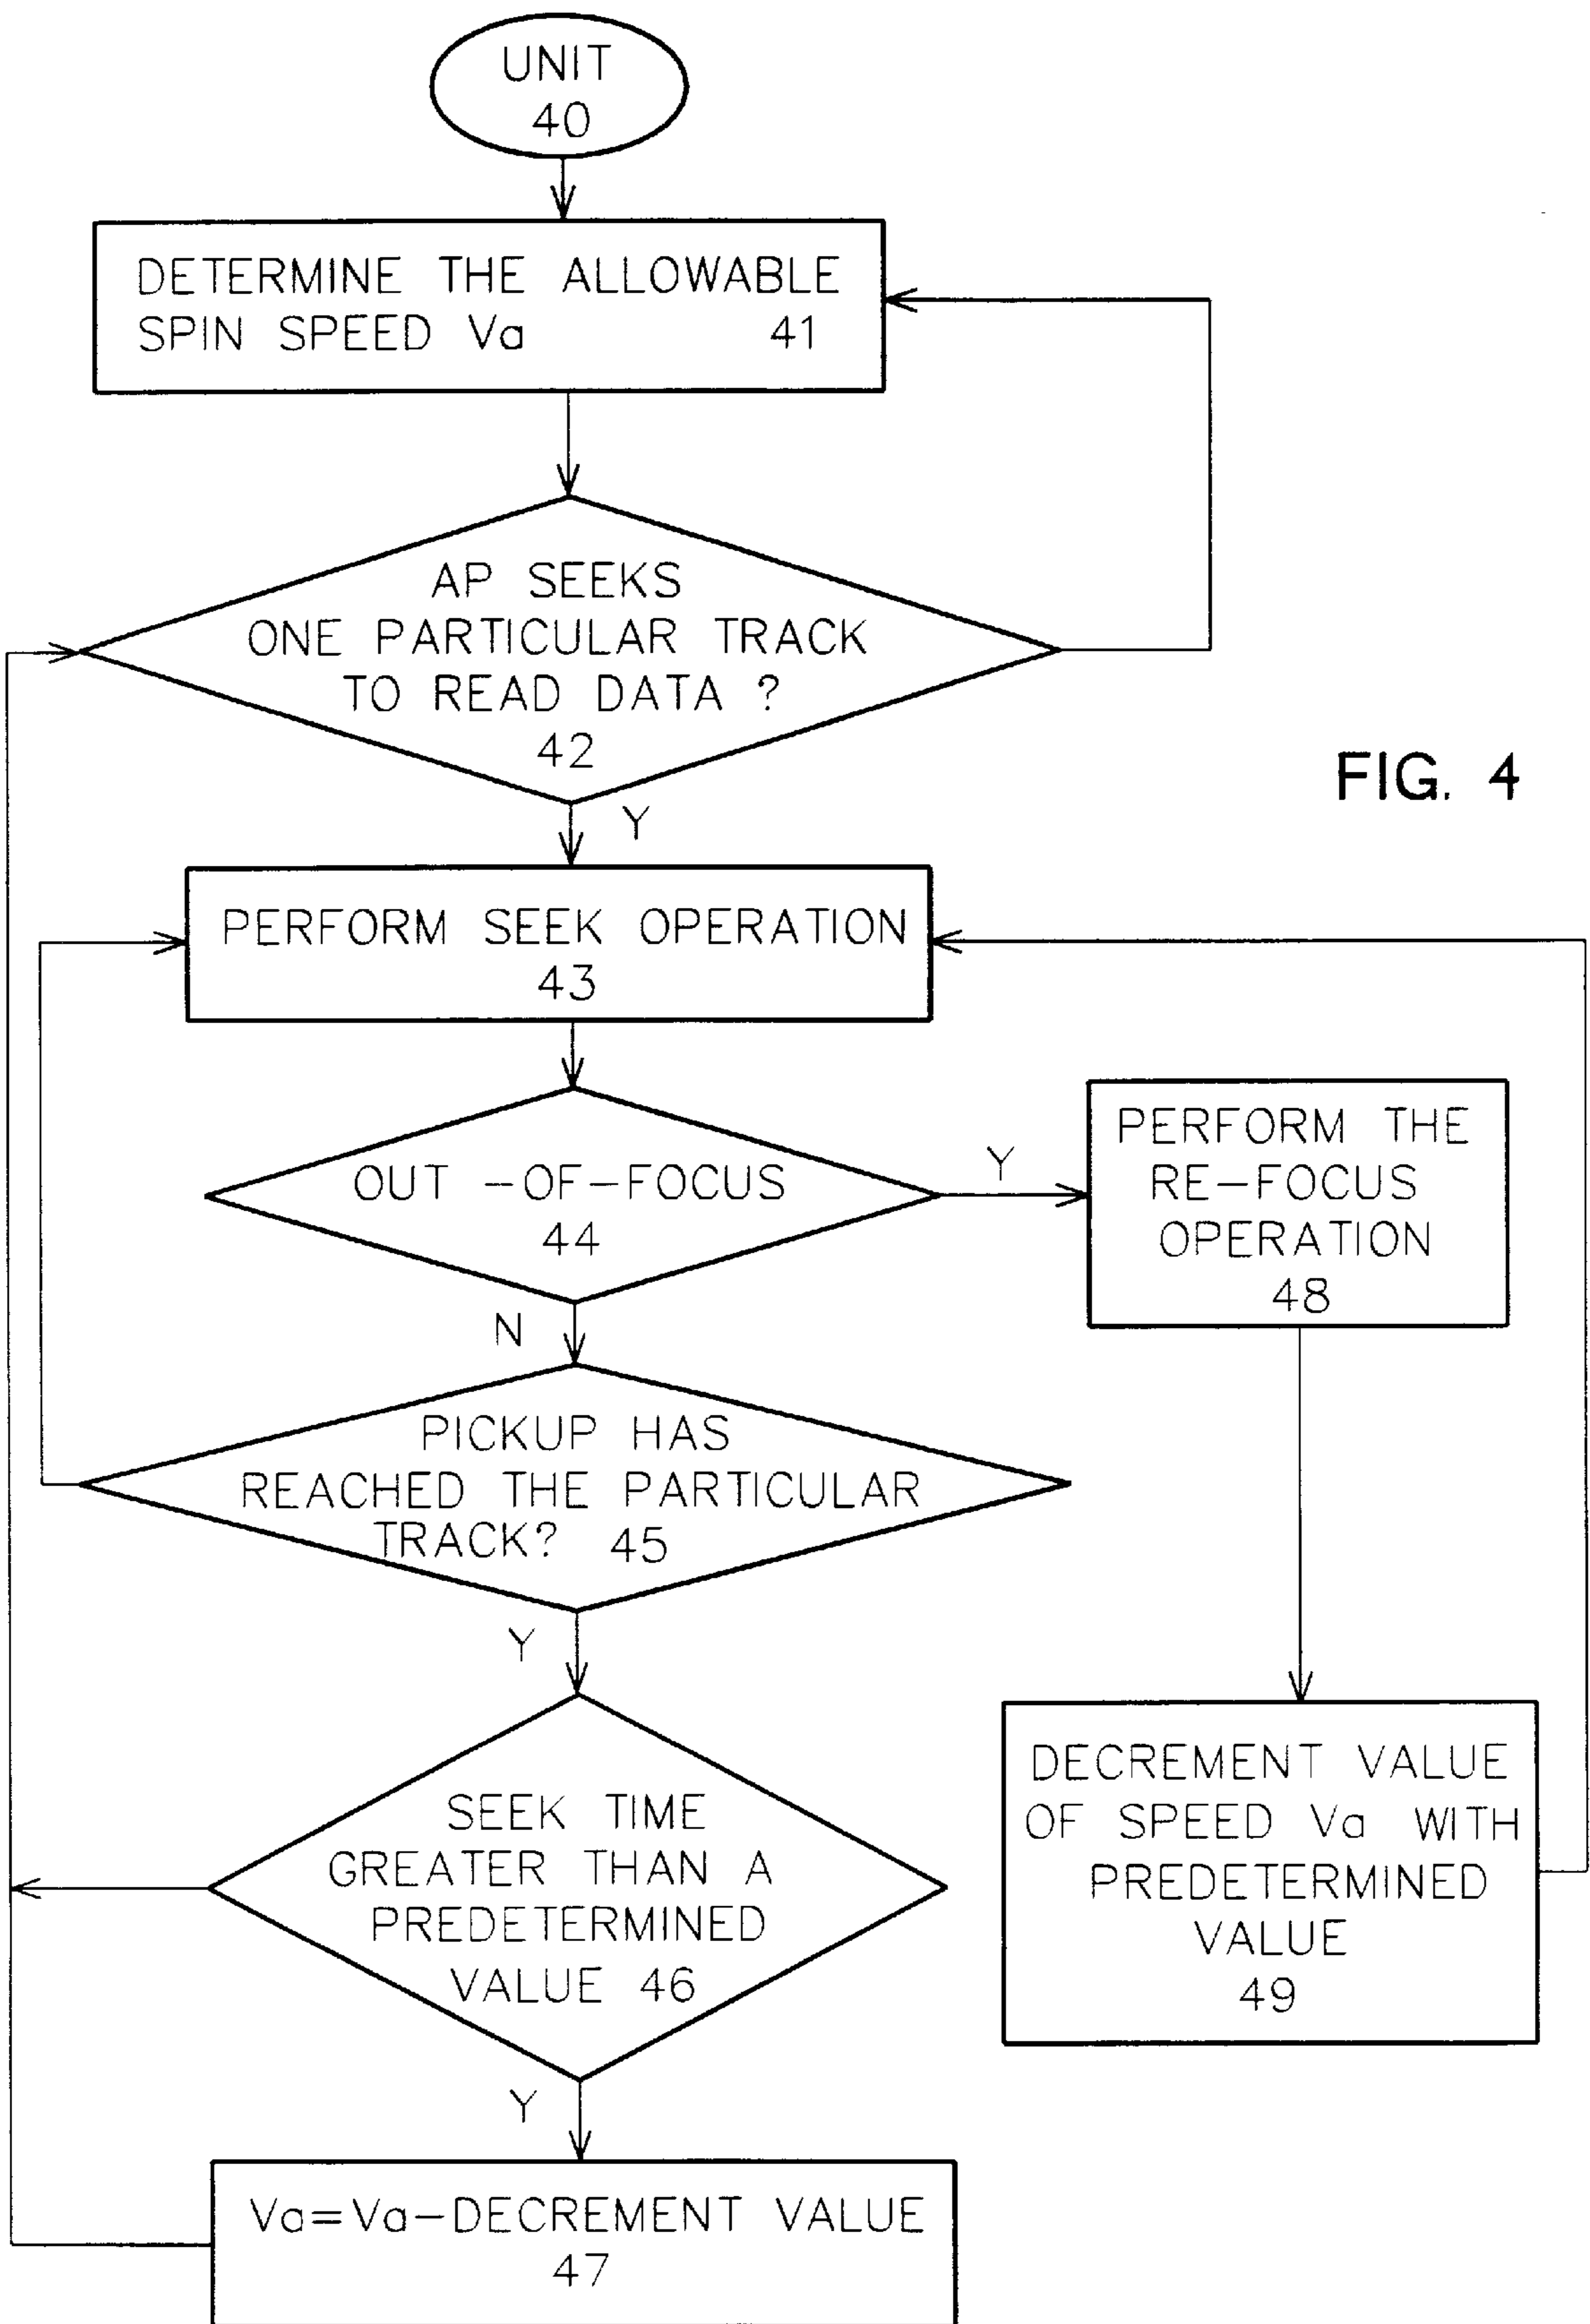 UNIT
40
DETERMINE THE ALLOWABLE
SPIN SPEED Va 41
AP SEEKS
ONE PARTICULAR TRACK
TO READ DATA ?
42
FIG. 4
Y
PERFORM SEEK OPERATION
43
OUT -OF-FOCUS
44
Y
PERFORM THE
RE-FOCUS
OPERATION
48
N
PICKUP HAS
REACHED THE PARTICULAR
TRACK? 45
Y
SEEK TIME
GREATER THAN A
PREDETERMINED
VALUE 46
DECREMENT VALUE
OF SPEED Va WITH
PREDETERMINED
VALUE
49
Y
Va=Va-DECREMENT VALUE
47